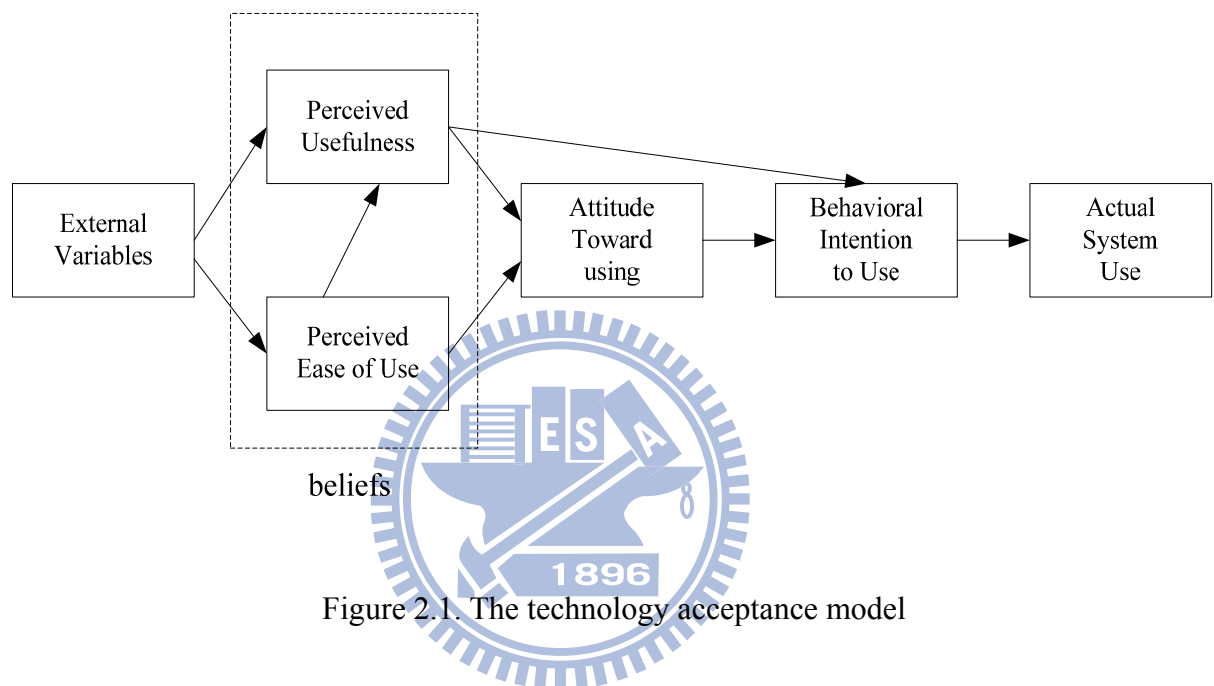 Perceived
Usefulness
External
Variables
Attitude
Toward
using
Behavioral
Intention
to Use
Actual
System
Use
Perceived
Ease of Use
beliefs
E S A
1896
Figure 2.1. The technology acceptance model